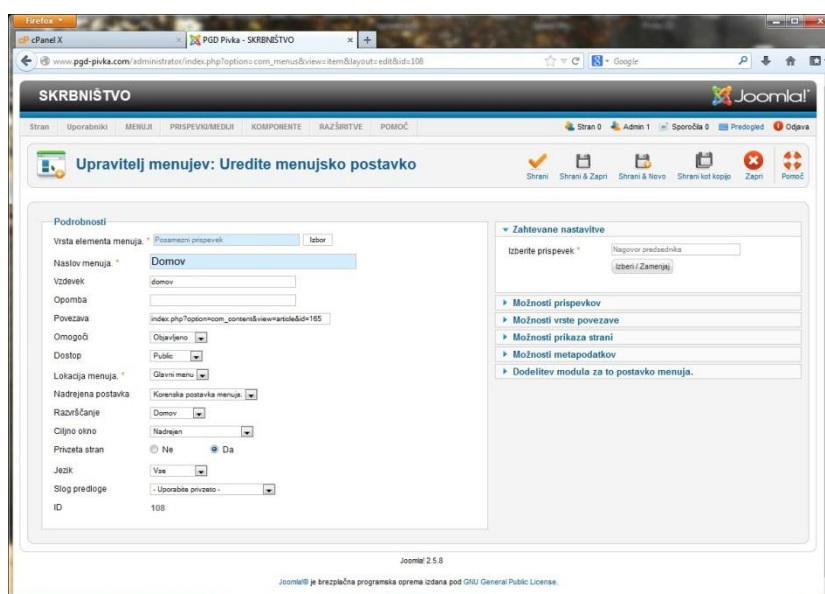 Firefox
cP cPanel X
PGD Pivka - SKRBNIŠTVO
www.pgd-pivka.com/administrator/index.php?option=com_menus&view=item&layout=edit&id=108
Google
SKRBNIŠTVO
Joomla!
Stran Uporabniki MENUJI PRISPEVKI/MEDIJI KOMPONENTE RAZŠIRITVE POMOČ
Stran 0 Admin 1 Sporočila 0 Predogled Odjava
Upravitelj menujev: Uredite menujsko postavko
Shrani Shrani & Zapri Shrani & Novo Shrani kot kopijo Zapri Pomoč
Podrobnosti
Vrsta elementa menuja. * Posamezni prispevek Izbor
Naslov menuja. * Domov
Vzdevek domov
Opomba
Povezava index.php?option=com_content&view=article&id=165
Omogoči Objavljeno
Dostop Public
Lokacija menuja. * Glavni menu
Nadrejena postavka Korenska postavka menuja.
Razvrščanje Domov
Ciljno okno Nadrejen
Privzeta stran Ne Da
Jezik Vse
Slog predloge - Uporabite privzeto -
ID 108
Zahtevane nastavitve
Izberite prispevek * Nagovor predsednika
Izberi / Zamenjaj
Možnosti prispevkov
Možnosti vrste povezave
Možnosti prikaza strani
Možnosti metapodatkov
Dodelitev modula za to postavko menuja.
Joomla! 2.5.8
Joomla!® je brezplačna programska oprema izdana pod GNU General Public License.